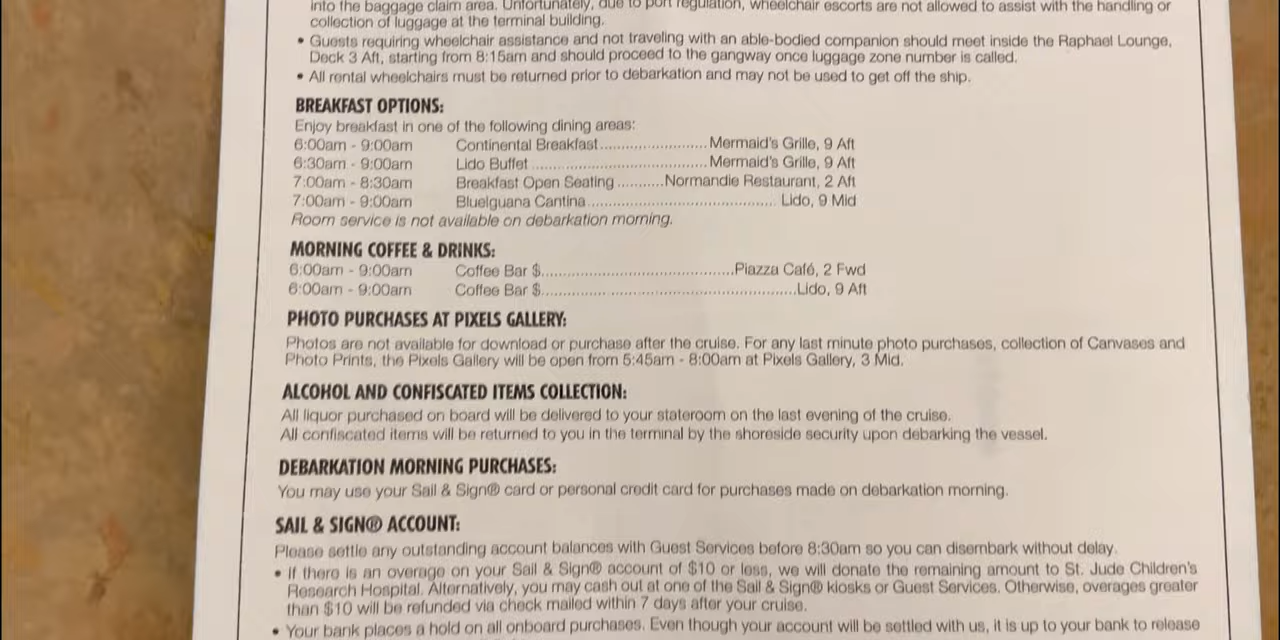 into the baggage claim area. Unfortunately, due to port regulation, wheelchair escorts are not allowed to assist with the handling or
collection of luggage at the terminal building.
• Guests requiring wheelchair assistance and not traveling with an able-bodied companion should meet inside the Raphael Lounge,
Deck 3 Aft, starting from 8:15am and should proceed to the gangway once luggage zone number is called.
• All rental wheelchairs must be returned prior to debarkation and may not be used to get off the ship.
BREAKFAST OPTIONS:
Enjoy breakfast in one of the following dining areas:
6:00am - 9:00am Continental Breakfast........................Mermaid's Grille, 9 Aft
6:30am - 9:00am Lido Buffet .......................................Mermaid's Grille, 9 Aft
7:00am - 8:30am Breakfast Open Seating ..........Normandie Restaurant, 2 Aft
7:00am - 9:00am BlueIguana Cantina.......................................... Lido, 9 Mid
Room service is not available on debarkation morning.
MORNING COFFEE & DRINKS:
6:00am - 9:00am Coffee Bar $...........................................Piazza Café, 2 Fwd
6:00am - 9:00am Coffee Bar $.........................................................Lido, 9 Aft
PHOTO PURCHASES AT PIXELS GALLERY:
Photos are not available for download or purchase after the cruise. For any last minute photo purchases, collection of Canvases and
Photo Prints, the Pixels Gallery will be open from 5:45am - 8:00am at Pixels Gallery, 3 Mid.
ALCOHOL AND CONFISCATED ITEMS COLLECTION:
All liquor purchased on board will be delivered to your stateroom on the last evening of the cruise.
All confiscated items will be returned to you in the terminal by the shoreside security upon debarking the vessel.
DEBARKATION MORNING PURCHASES:
You may use your Sail & Sign® card or personal credit card for purchases made on debarkation morning.
SAIL & SIGN® ACCOUNT:
Please settle any outstanding account balances with Guest Services before 8:30am so you can disembark without delay.
• If there is an overage on your Sail & Sign® account of $10 or less, we will donate the remaining amount to St. Jude Children's
Research Hospital. Alternatively, you may cash out at one of the Sail & Sign® kiosks or Guest Services. Otherwise, overages greater
than $10 will be refunded via check mailed within 7 days after your cruise.
• Your bank places a hold on all onboard purchases. Even though your account will be settled with us, it is up to your bank to release